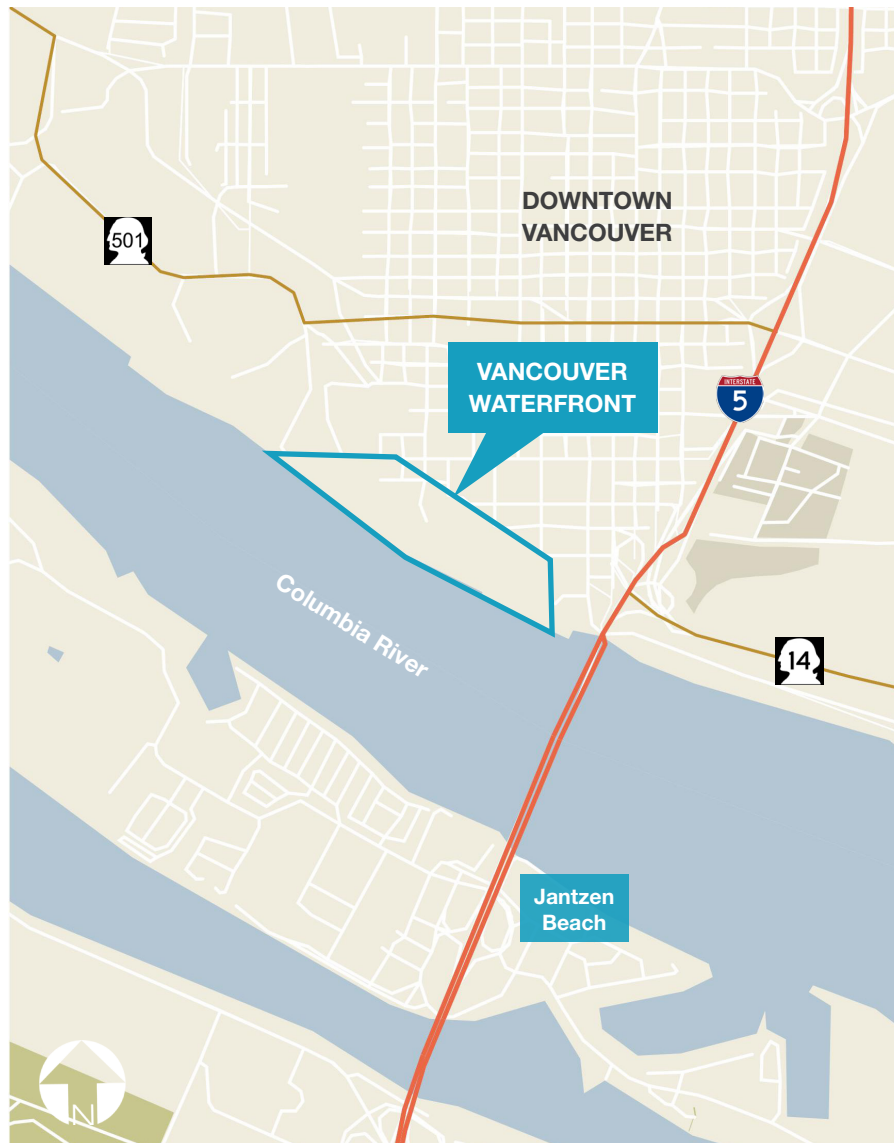 DOWNTOWN
VANCOUVER
501
VANCOUVER
WATERFRONT
INTERSTATE
5
Columbia River
14
Jantzen
Beach
N